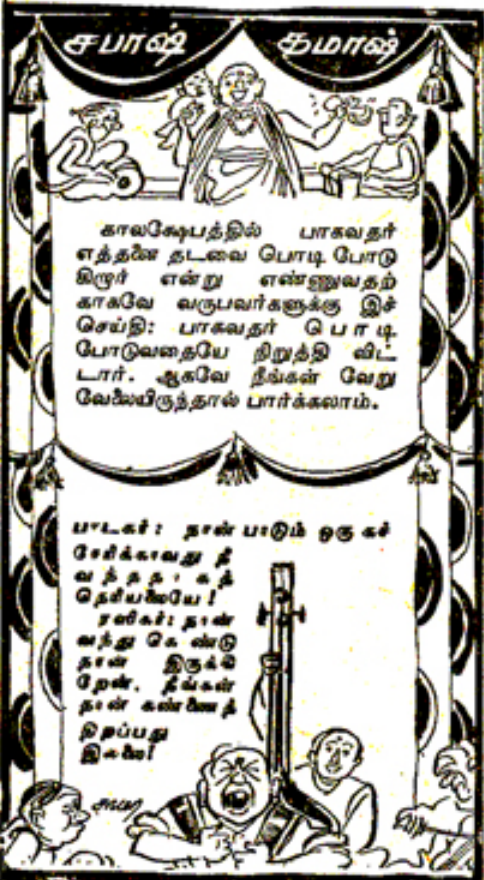 சபாஷ் தமாஷ்
காலக்ஷேபத்தில் பாகவதர்
எத்தனை தடவை பொடி போடு
கிறார் என்று எண்ணுவதற்
காகவே வருபவர்களுக்கு இச்
செய்தி: பாகவதர் பொடி
போடுவதையே நிறுத்தி விட்
டார். ஆகவே நீங்கள் வேறு
வேலையிருந்தால் பார்க்கலாம்.
பாடகர்: நான் பாடும் ஒரு கச்
சேரிக்காவது நீ
வந்ததாகத்
தெரியலையே!
ரஸிகர்: நான்
வந்து கொண்டு
தான் இருக்கி
றேன். நீங்கள்
தான் கண்ணைத்
திறப்பது
இல்லை!
சாமா